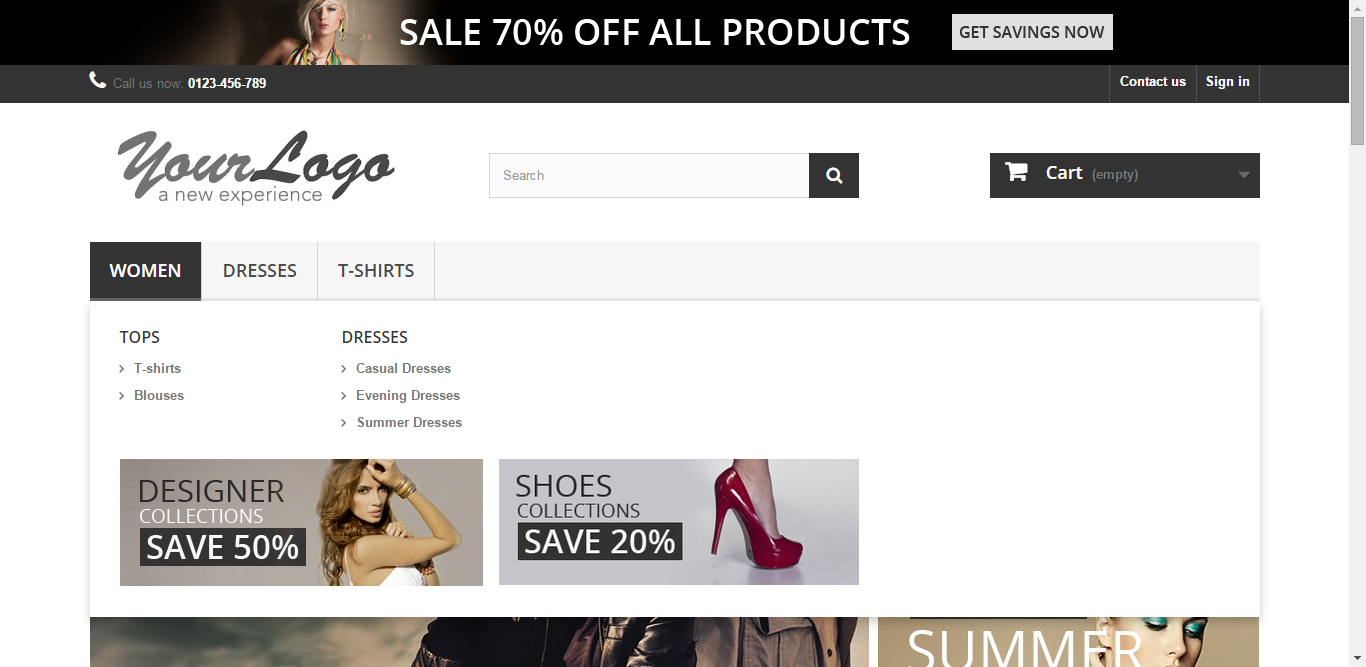 SALE 70% OFF ALL PRODUCTS GET SAVINGS NOW
Call us now: 0123-456-789 Contact us Sign in
YourLogo
a new experience
Search
Cart (empty)
WOMEN DRESSES T-SHIRTS
TOPS
T-shirts
Blouses
DRESSES
Casual Dresses
Evening Dresses
Summer Dresses
DESIGNER
COLLECTIONS
SAVE 50%
SHOES
COLLECTIONS
SAVE 20%
SUMMER